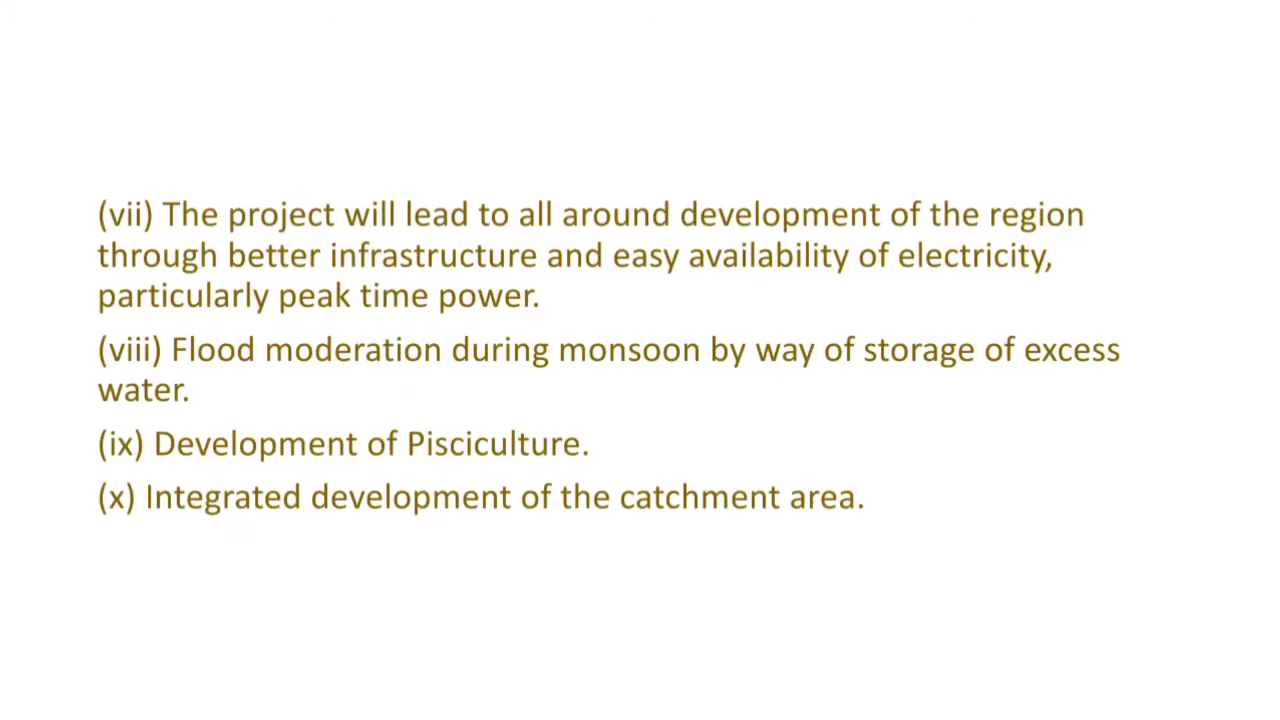 (vii) The project will lead to all around development of the region
through better infrastructure and easy availability of electricity,
particularly peak time power.
(viii) Flood moderation during monsoon by way of storage of excess
water.
(ix) Development of Pisciculture.
(x) Integrated development of the catchment area.